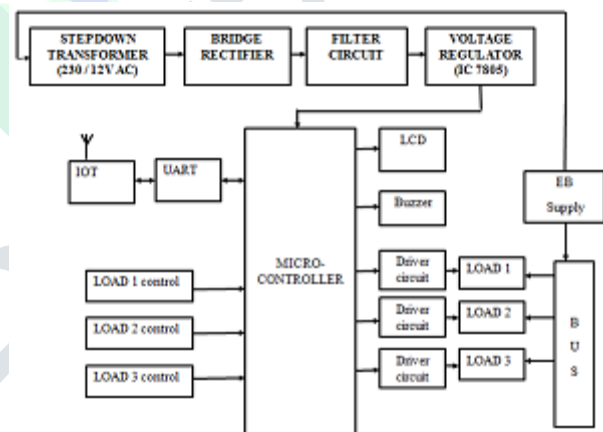 STEPDOWN
TRANSFORMER
(230 / 12V AC)
BRIDGE
RECTIFIER
FILTER
CIRCUIT
VOLTAGE
REGULATOR
(IC 7805)
IOT
UART
LCD
Buzzer
EB
Supply
MICRO-
CONTROLLER
Driver
circuit
LOAD 1
LOAD 1 control
Driver
circuit
LOAD 2
LOAD 2 control
Driver
circuit
LOAD 3
LOAD 3 control
B
U
S